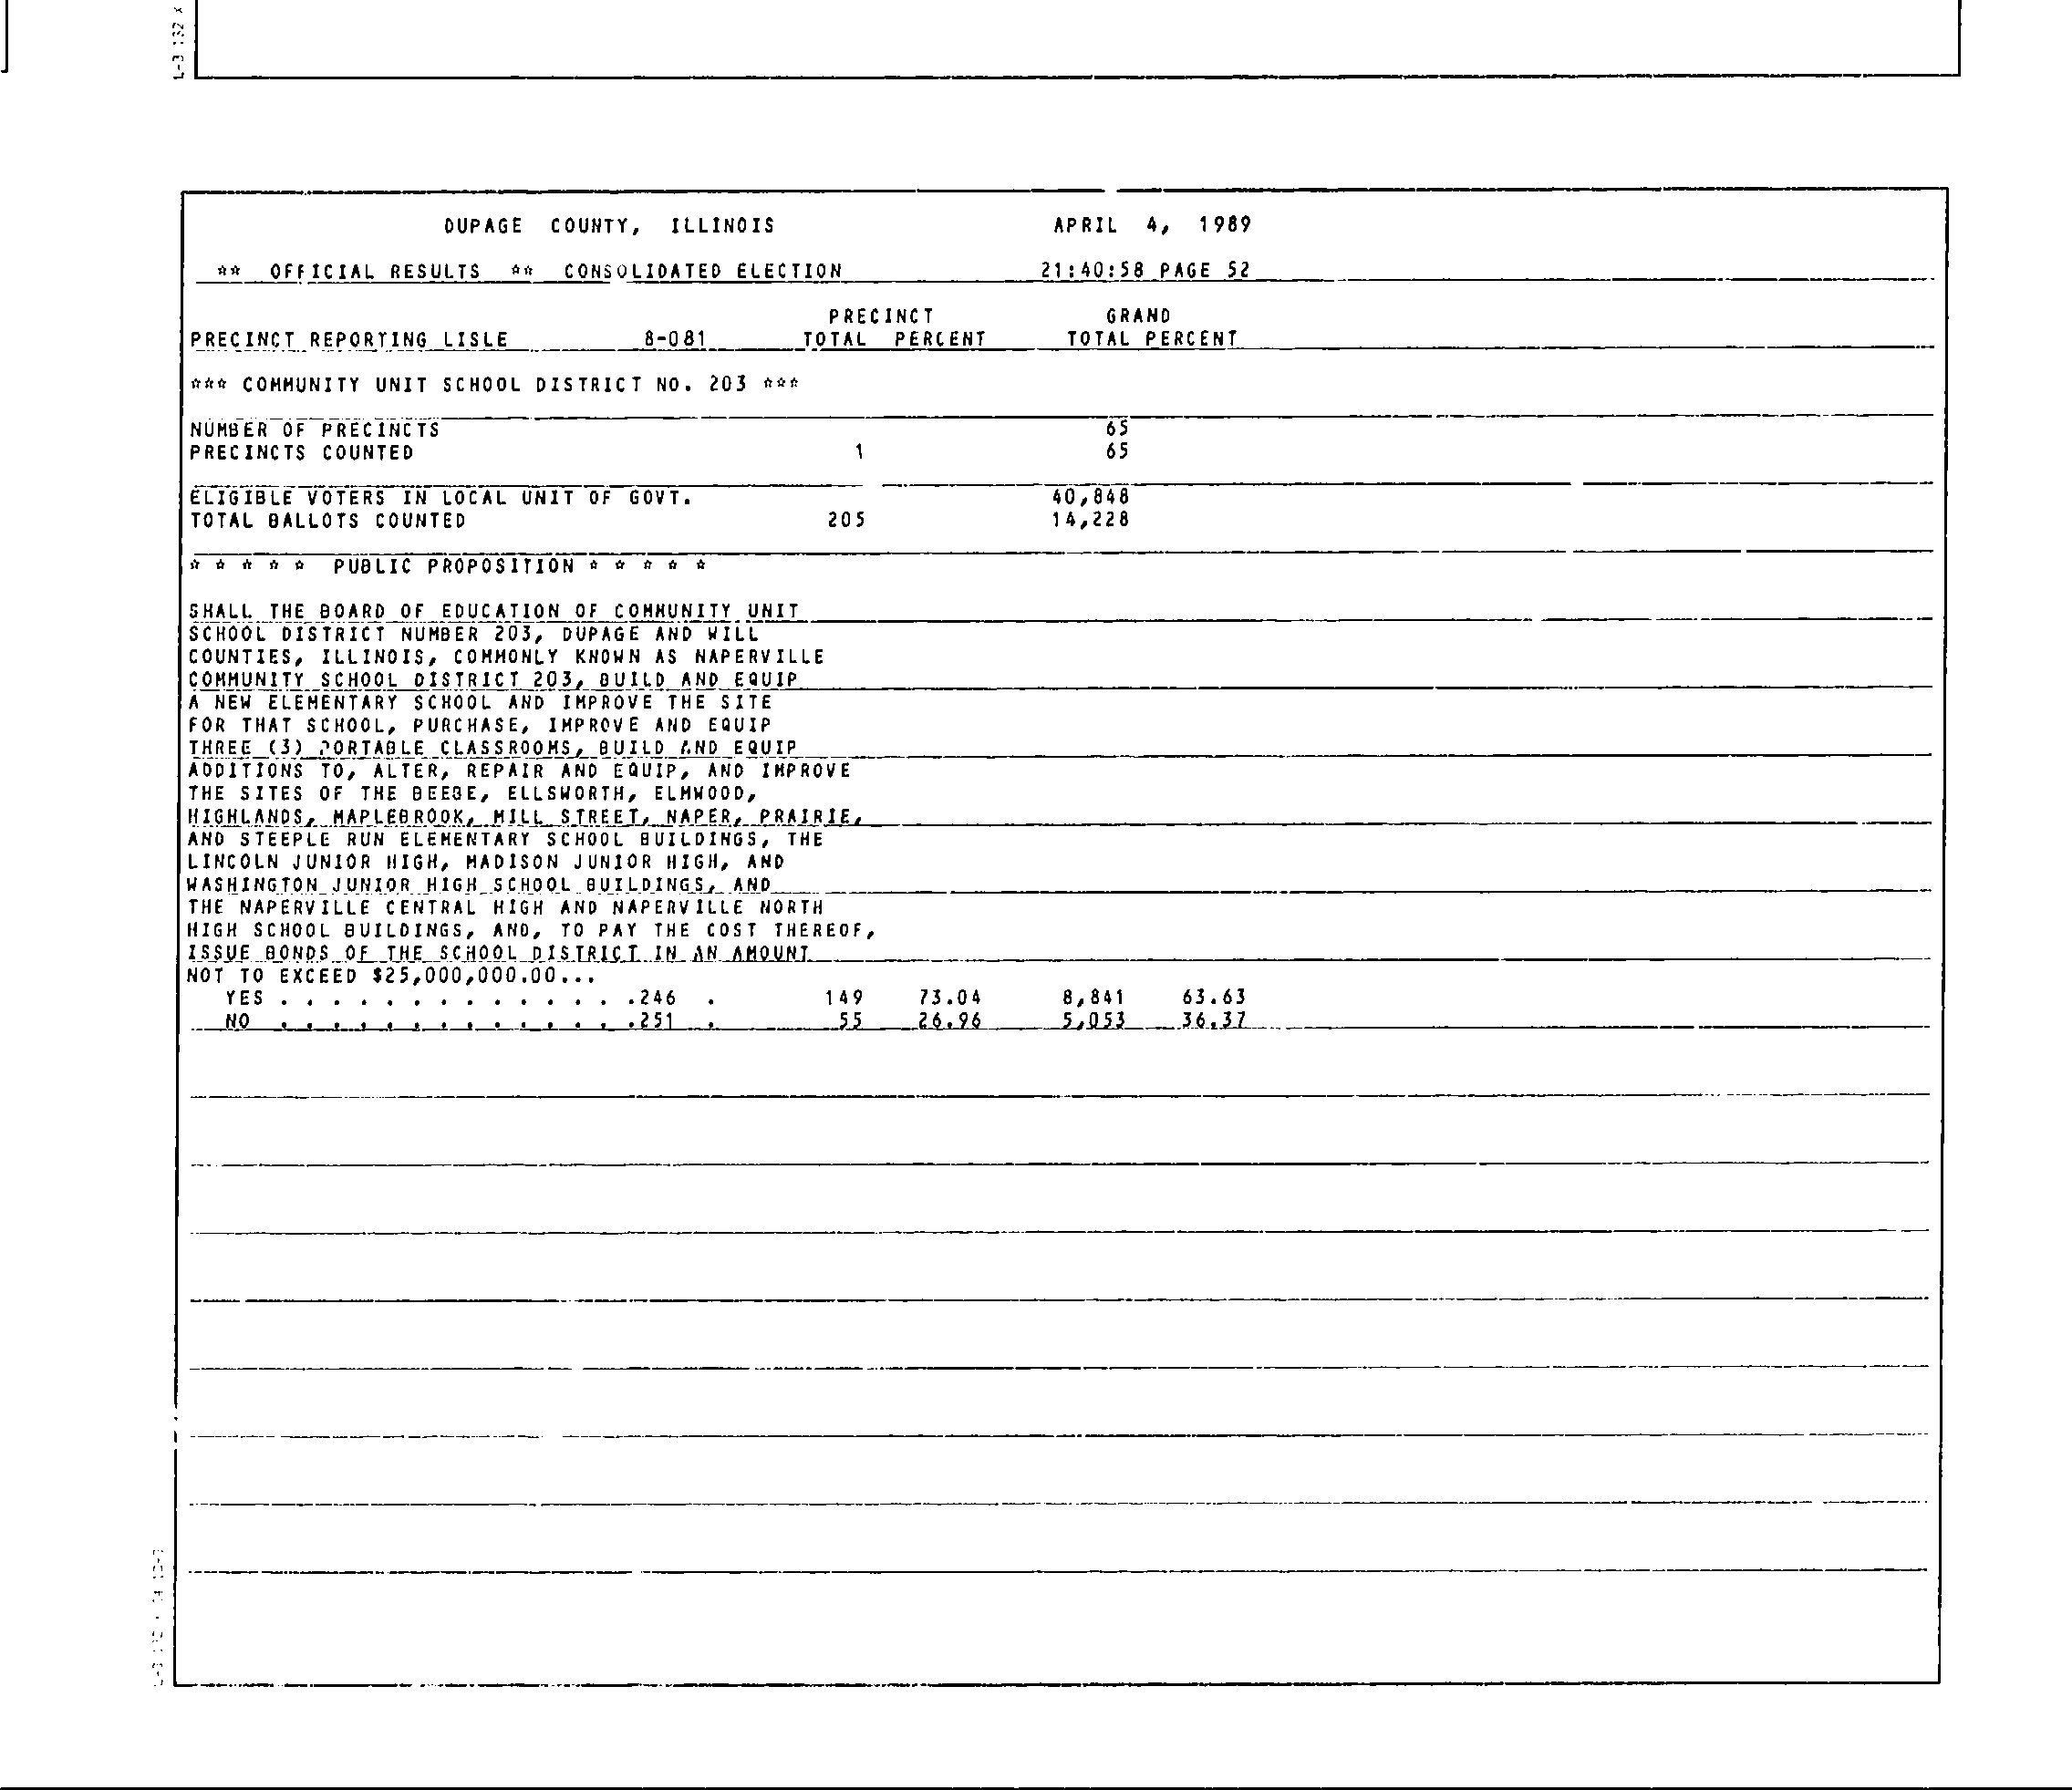 L-3 132 X
DUPAGE COUNTY, ILLINOIS APRIL 4, 1989
** OFFICIAL RESULTS ** CONSOLIDATED ELECTION 21:40:58 PAGE 52
PRECINCT GRAND
PRECINCT REPORTING LISLE 8-081 TOTAL PERCENT TOTAL PERCENT
*** COMMUNITY UNIT SCHOOL DISTRICT NO. 203 ***
NUMBER OF PRECINCTS 65
PRECINCTS COUNTED 1 65
ELIGIBLE VOTERS IN LOCAL UNIT OF GOVT. 40,848
TOTAL BALLOTS COUNTED 205 14,228
* * * * * PUBLIC PROPOSITION * * * * *
SHALL THE BOARD OF EDUCATION OF COMMUNITY UNIT
SCHOOL DISTRICT NUMBER 203, DUPAGE AND WILL
COUNTIES, ILLINOIS, COMMONLY KNOWN AS NAPERVILLE
COMMUNITY SCHOOL DISTRICT 203, BUILD AND EQUIP
A NEW ELEMENTARY SCHOOL AND IMPROVE THE SITE
FOR THAT SCHOOL, PURCHASE, IMPROVE AND EQUIP
THREE (3) PORTABLE CLASSROOMS, BUILD AND EQUIP
ADDITIONS TO, ALTER, REPAIR AND EQUIP, AND IMPROVE
THE SITES OF THE BEEBE, ELLSWORTH, ELMWOOD,
HIGHLANDS, MAPLEBROOK, MILL STREET, NAPER, PRAIRIE,
AND STEEPLE RUN ELEMENTARY SCHOOL BUILDINGS, THE
LINCOLN JUNIOR HIGH, MADISON JUNIOR HIGH, AND
WASHINGTON JUNIOR HIGH SCHOOL BUILDINGS, AND
THE NAPERVILLE CENTRAL HIGH AND NAPERVILLE NORTH
HIGH SCHOOL BUILDINGS, AND, TO PAY THE COST THEREOF,
ISSUE BONDS OF THE SCHOOL DISTRICT IN AN AMOUNT
NOT TO EXCEED $25,000,000.00...
YES . . . . . . . . . . . . . .246 . 149 73.04 8,841 63.63
NO . . . . . . . . . . . . . .251 . 55 26.96 5,053 36.37